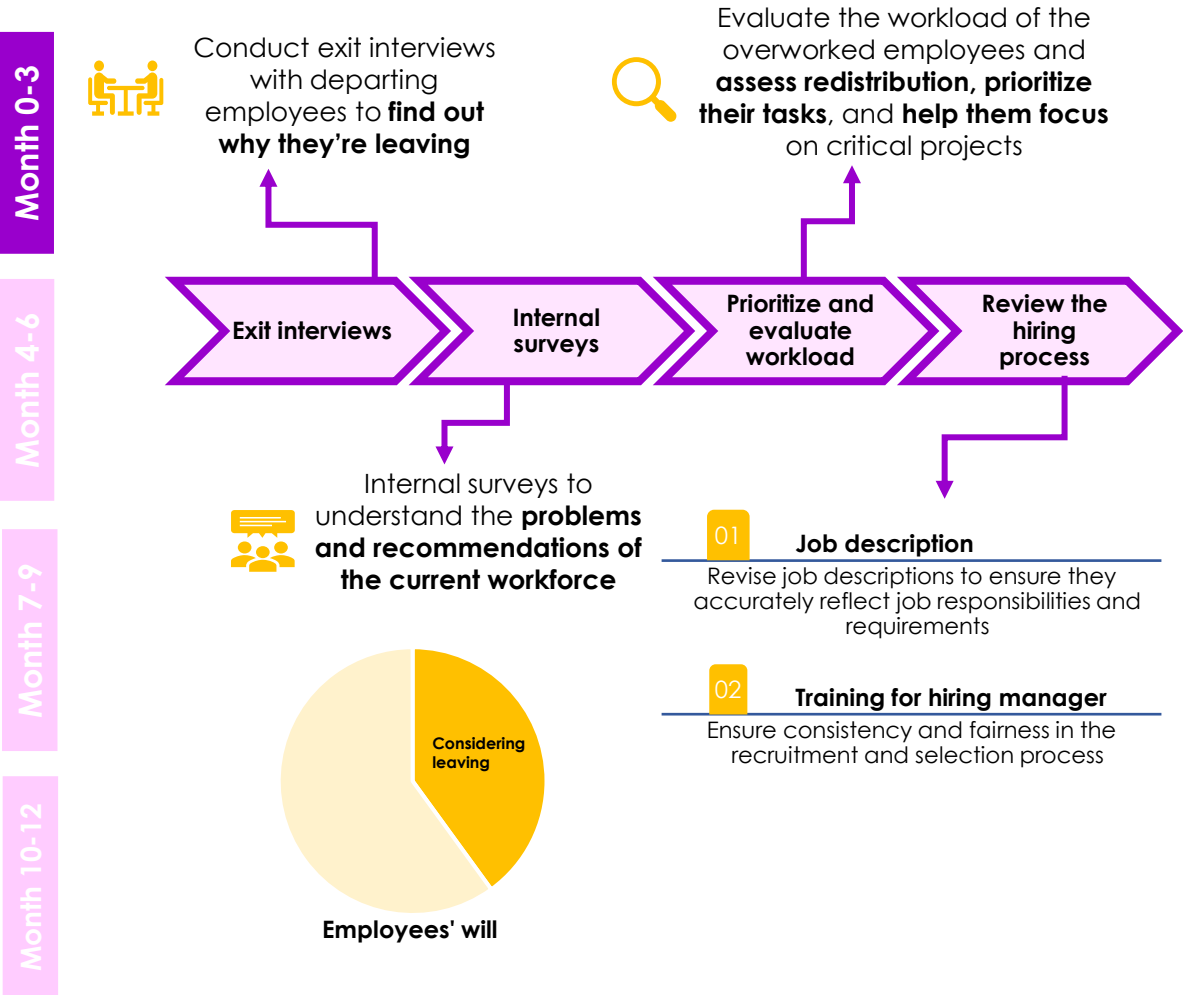 Month 0-3
Month 4-6
Month 7-9
Month 10-12
Conduct exit interviews
with departing
employees to find out
why they’re leaving
Evaluate the workload of the
overworked employees and
assess redistribution, prioritize
their tasks, and help them focus
on critical projects
Exit interviews
Internal
surveys
Prioritize and
evaluate
workload
Review the
hiring
process
Internal surveys to
understand the problems
and recommendations of
the current workforce
Considering
leaving
Employees' will
01
Job description
Revise job descriptions to ensure they
accurately reflect job responsibilities and
requirements
02
Training for hiring manager
Ensure consistency and fairness in the
recruitment and selection process